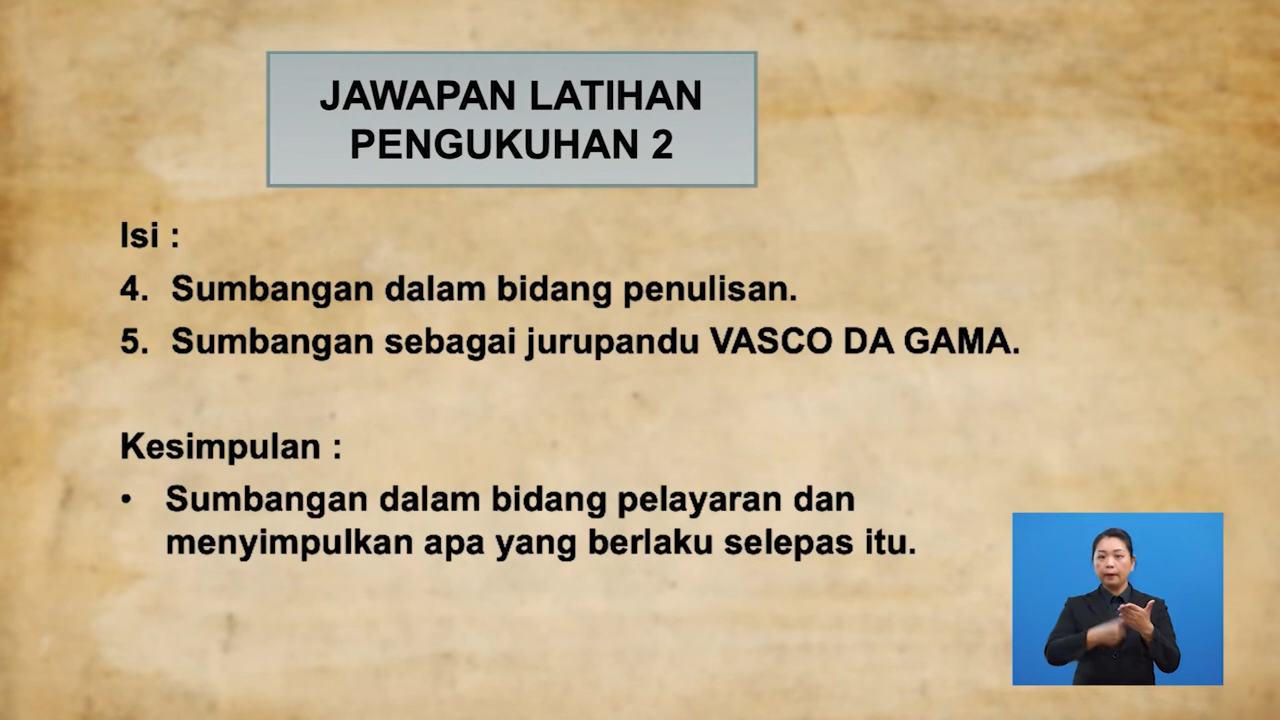 JAWAPAN LATIHAN
PENGUKUHAN 2
Isi :
4. Sumbangan dalam bidang penulisan.
5. Sumbangan sebagai jurupandu VASCO DA GAMA.
Kesimpulan :
• Sumbangan dalam bidang pelayaran dan
menyimpulkan apa yang berlaku selepas itu.